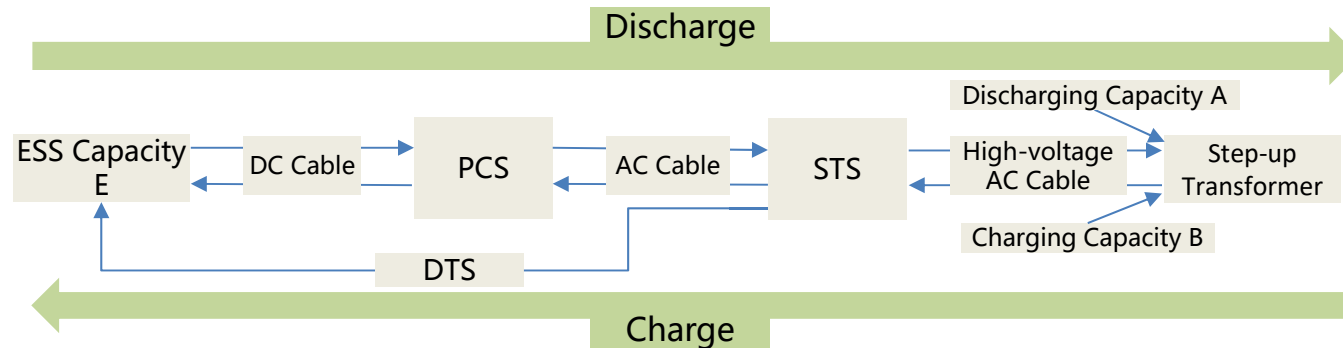 Discharge
Discharging Capacity A
ESS Capacity
E
DC Cable
PCS
AC Cable
STS
High-voltage
AC Cable
Step-up
Transformer
Charging Capacity B
DTS
Charge